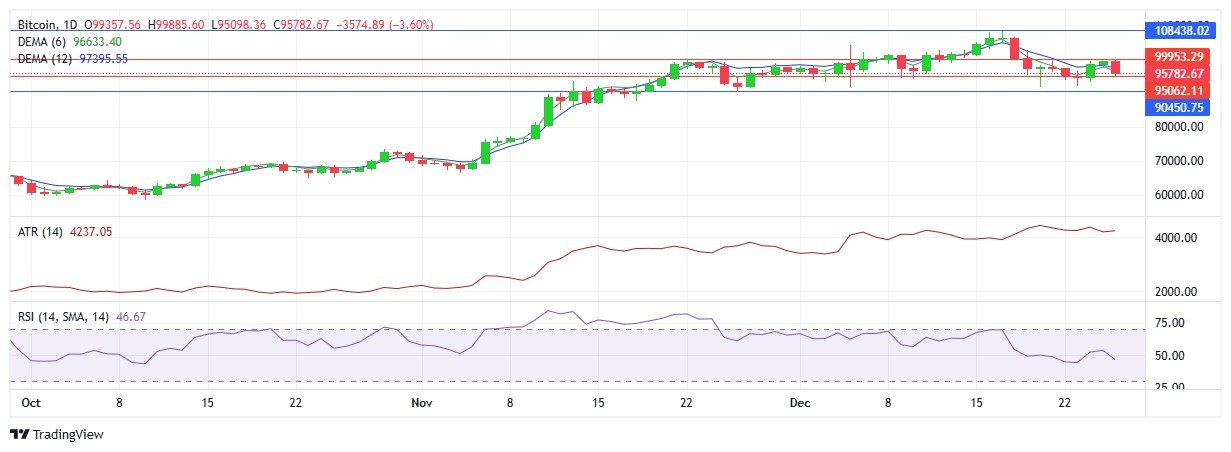 Bitcoin, 1D O99357.56 H99885.60 L95098.36 C95782.67 −3574.89 (−3.60%)
DEMA (6) 96633.40
DEMA (12) 97395.55
108438.02
99953.29
95782.67
95062.11
90450.75
80000.00
70000.00
60000.00
ATR (14) 4237.05
4000.00
2000.00
RSI (14, SMA, 14) 46.67
75.00
50.00
25.00
Oct 8 15 22 Nov 8 15 22 Dec 8 15 22
TradingView